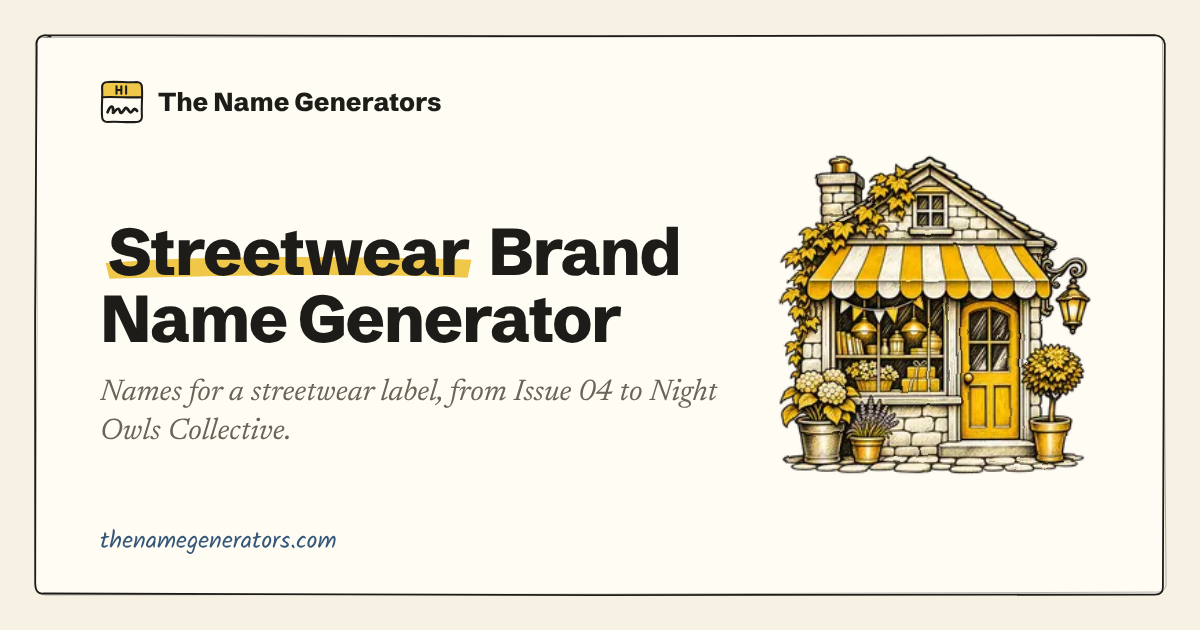 HI
The Name Generators
Streetwear Brand
Name Generator
Names for a streetwear label, from Issue 04 to Night
Owls Collective.
thenamegenerators.com